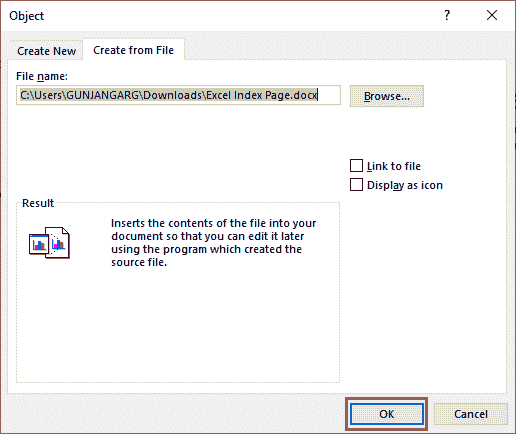 Object
?
Create New
Create from File
File name:
C:\Users\GUNJANGARG\Downloads\Excel Index Page.docx
Browse...
Link to file
Display as icon
Result
Inserts the contents of the file into your
document so that you can edit it later
using the program which created the
source file.
OK
Cancel